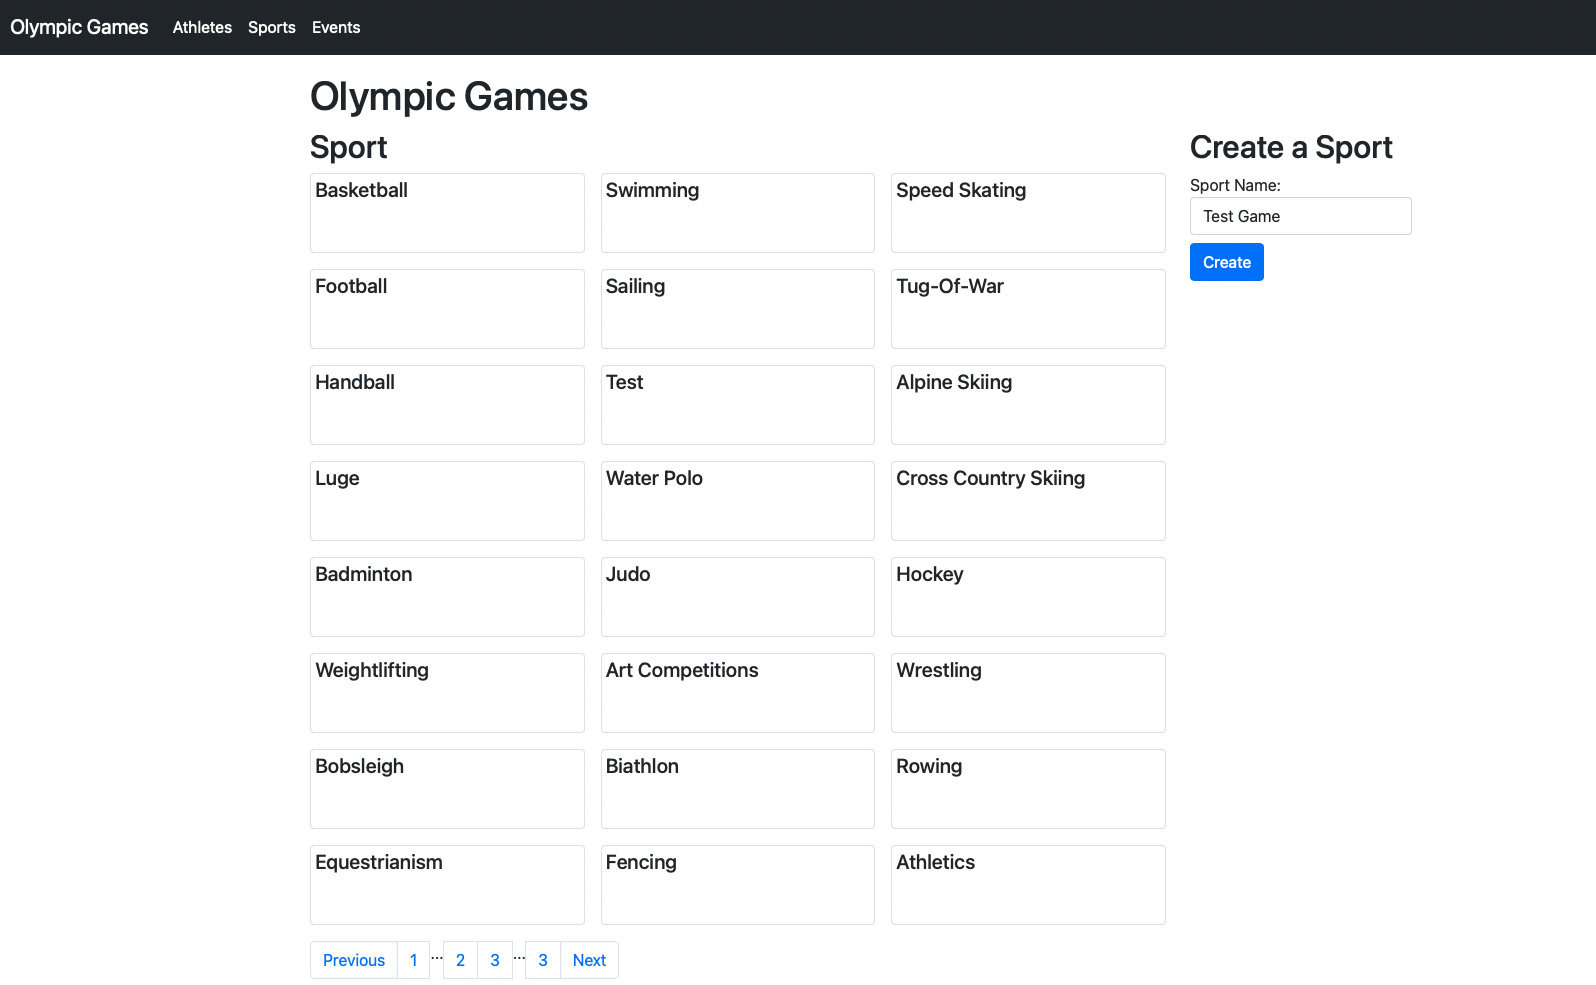 Olympic Games Athletes Sports Events
Olympic Games
Sport
Create a Sport
Basketball Swimming Speed Skating
Sport Name:
Test Game
Create
Football Sailing Tug-Of-War
Handball Test Alpine Skiing
Luge Water Polo Cross Country Skiing
Badminton Judo Hockey
Weightlifting Art Competitions Wrestling
Bobsleigh Biathlon Rowing
Equestrianism Fencing Athletics
Previous 1 ... 2 3 ... 3 Next